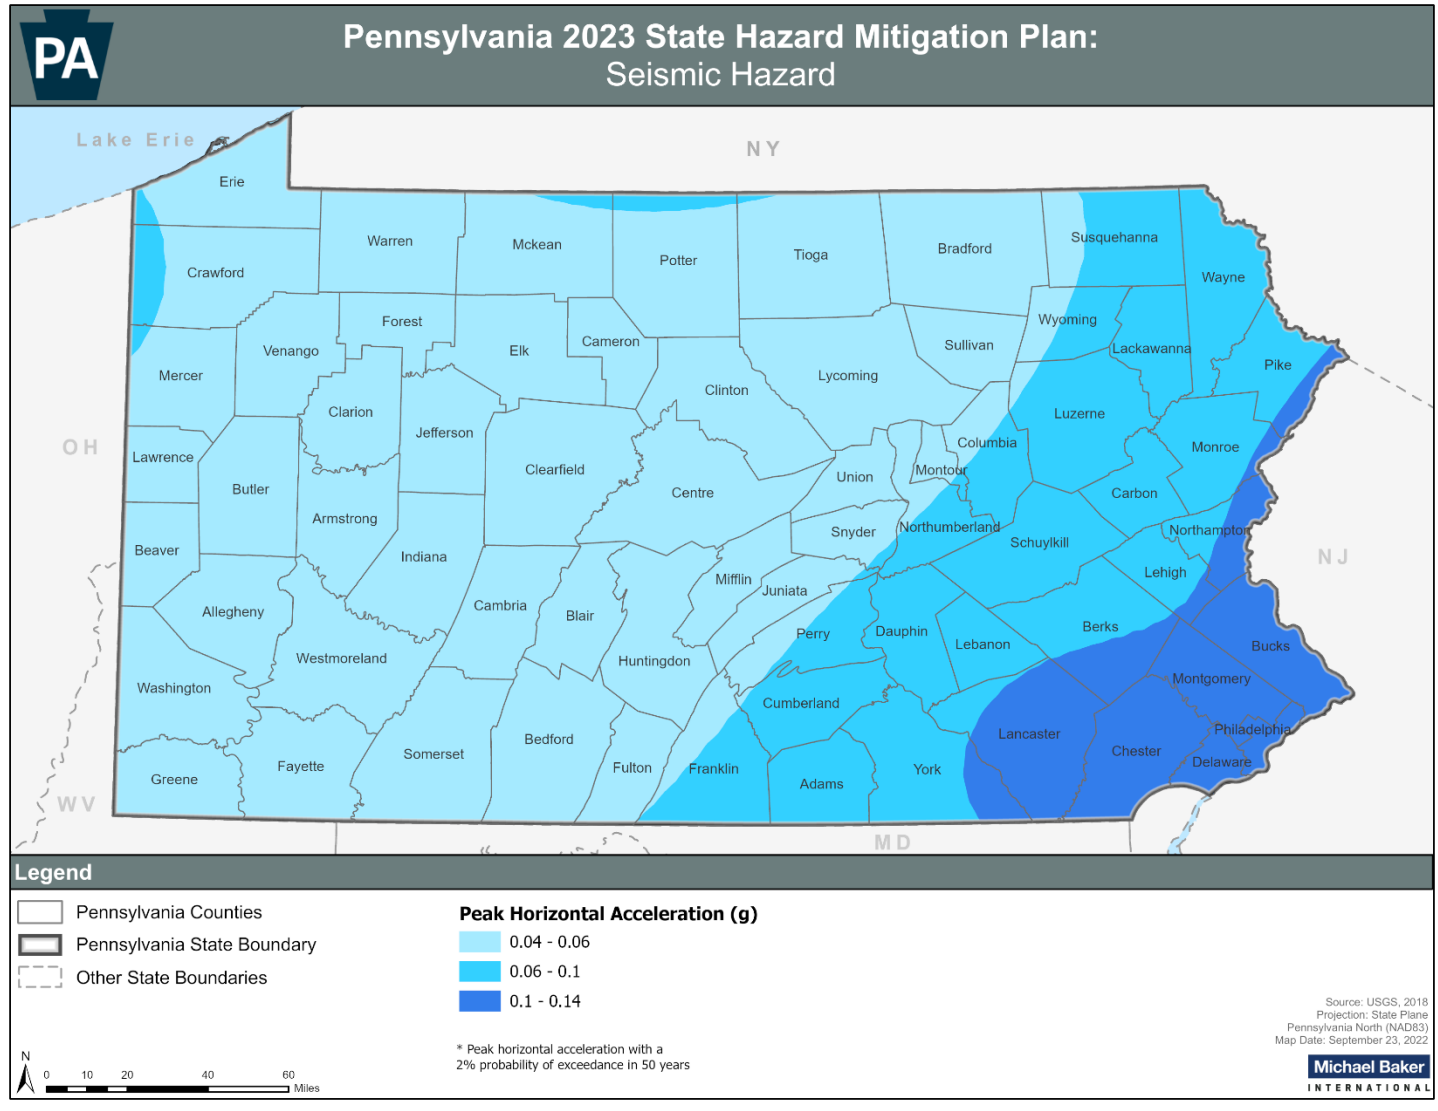 PA
Pennsylvania 2023 State Hazard Mitigation Plan:
Seismic Hazard
Lake Erie
NY
Erie
Warren
Mckean
Potter
Tioga
Bradford
Susquehanna
Wayne
Crawford
Forest
Venango
Elk
Cameron
Sullivan
Wyoming
Lackawanna
Pike
Mercer
Clarion
Clinton
Lycoming
Luzerne
Jefferson
Columbia
Monroe
OH
Lawrence
Butler
Clearfield
Centre
Union
Montour
Carbon
Armstrong
Snyder
Northumberland
Schuylkill
Northampton
NJ
Beaver
Indiana
Mifflin
Juniata
Lehigh
Allegheny
Cambria
Blair
Perry
Dauphin
Lebanon
Berks
Bucks
Westmoreland
Huntingdon
Washington
Cumberland
Montgomery
Somerset
Bedford
Lancaster
Philadelphia
Chester
Delaware
Greene
Fayette
Fulton
Franklin
Adams
York
WV
MD
Legend
Pennsylvania Counties
Pennsylvania State Boundary
Other State Boundaries
Peak Horizontal Acceleration (g)
0.04 - 0.06
0.06 - 0.1
0.1 - 0.14
* Peak horizontal acceleration with a
2% probability of exceedance in 50 years
N
0 10 20 40 60
Miles
Source: USGS, 2018
Projection: State Plane
Pennsylvania North (NAD83)
Map Date: September 23, 2022
Michael Baker
INTERNATIONAL